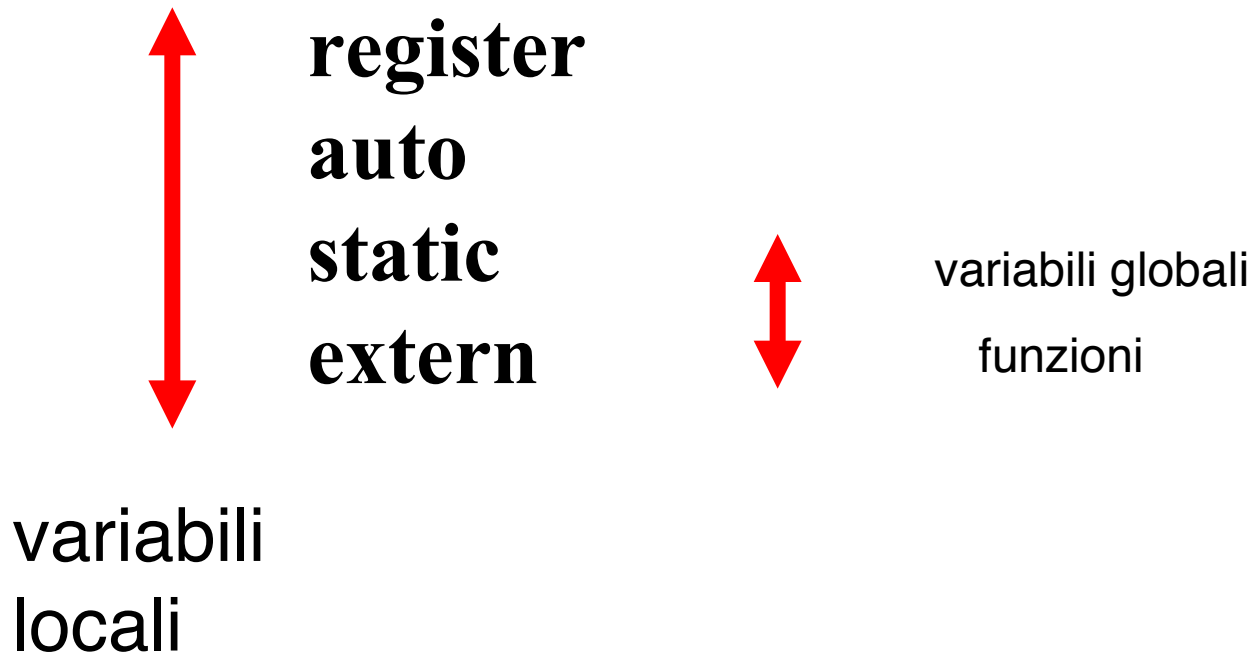 register
auto
static
extern
variabili globali
funzioni
variabili
locali